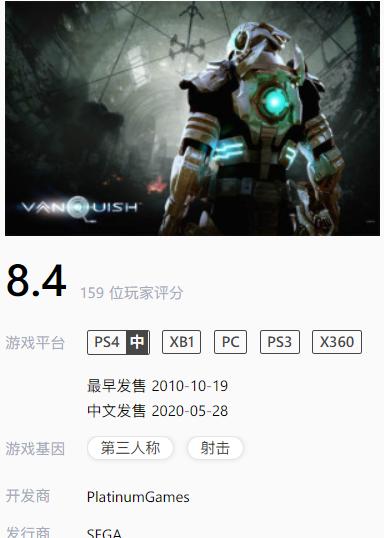 VANQUISH
8.4 159 位玩家评分
游戏平台 PS4 中 XB1 PC PS3 X360
最早发售 2010-10-19
中文发售 2020-05-28
游戏基因 第三人称 射击
开发商 PlatinumGames
发行商 SEGA